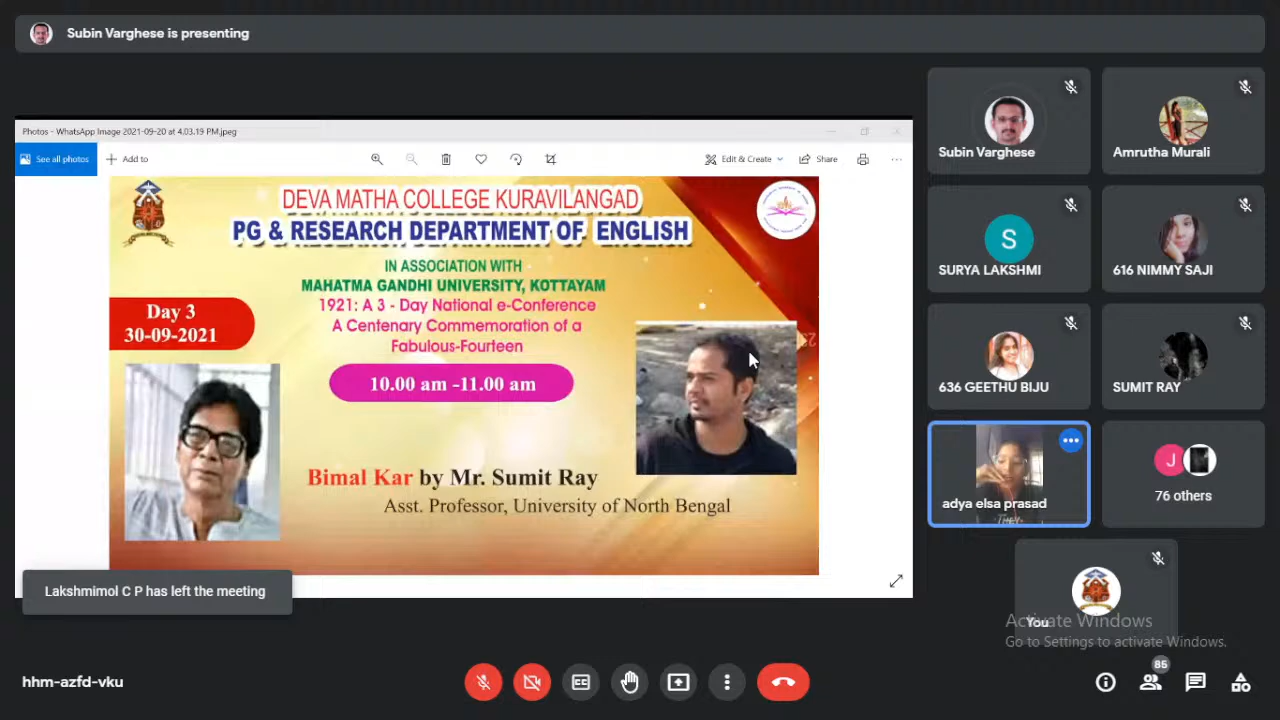 Subin Varghese is presenting
Photos - WhatsApp Image 2021-09-20 at 4.03.19 PM.jpeg
See all photos
Add to
Edit & Create
Share
DEVA MATHA COLLEGE KURAVILANGAD
PG & RESEARCH DEPARTMENT OF ENGLISH
IN ASSOCIATION WITH
MAHATMA GANDHI UNIVERSITY, KOTTAYAM
1921: A 3 - Day National e-Conference
A Centenary Commemoration of a
Fabulous-Fourteen
Day 3
30-09-2021
10.00 am -11.00 am
Bimal Kar by Mr. Sumit Ray
Asst. Professor, University of North Bengal
Lakshmimol C P has left the meeting
Subin Varghese
Amrutha Murali
S
SURYA LAKSHMI
616 NIMMY SAJI
636 GEETHU BIJU
SUMIT RAY
adya elsa prasad
J
76 others
You
Activate Windows
Go to Settings to activate Windows.
hhm-azfd-vku
85